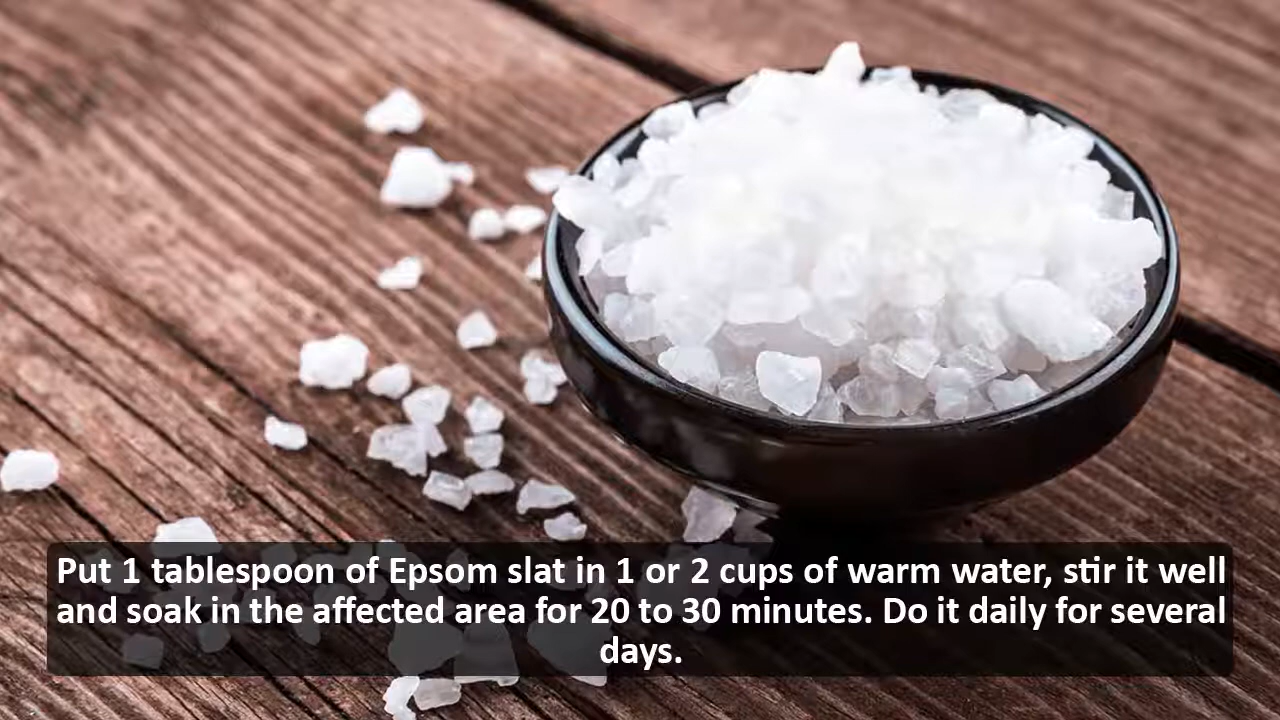 Put 1 tablespoon of Epsom slat in 1 or 2 cups of warm water, stir it well
and soak in the affected area for 20 to 30 minutes. Do it daily for several
days.